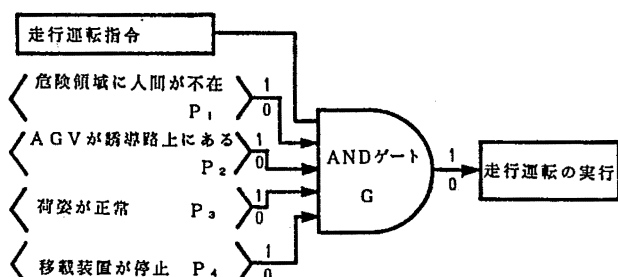 走行運転指令
危険領域に人間が不在
P₁
1
0
AGVが誘導路上にある
P₂
1
0
荷姿が正常 P₃
1
0
移載装置が停止 P₄
1
0
ANDゲート
G
1
0
走行運転の実行